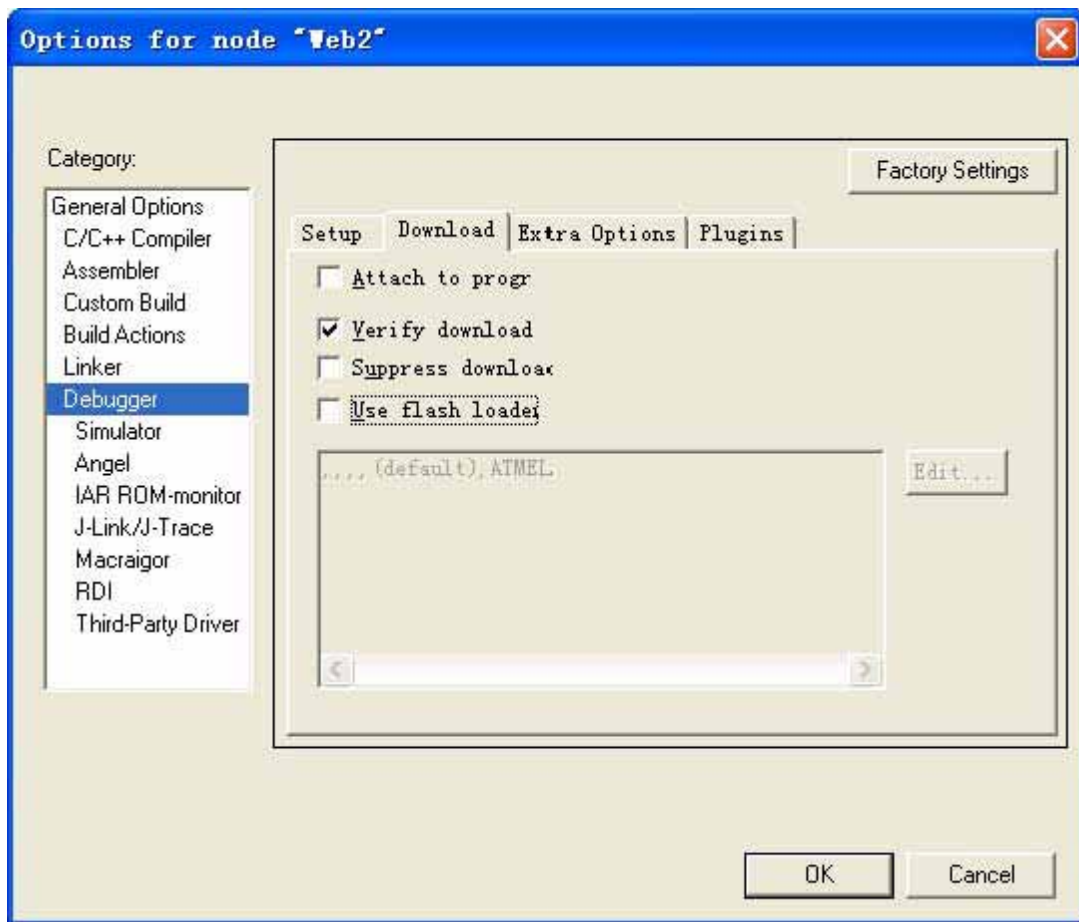 Options for node "Web2"
Category:
Factory Settings
General Options
C/C++ Compiler
Assembler
Custom Build
Build Actions
Linker
Debugger
Simulator
Angel
IAR ROM-monitor
J-Link/J-Trace
Macraigor
RDI
Third-Party Driver
Setup Download Extra Options Plugins
Attach to progr
Verify download
Suppress download
Use flash loader
,,,, (default), ATMEL,
Edit...
OK Cancel